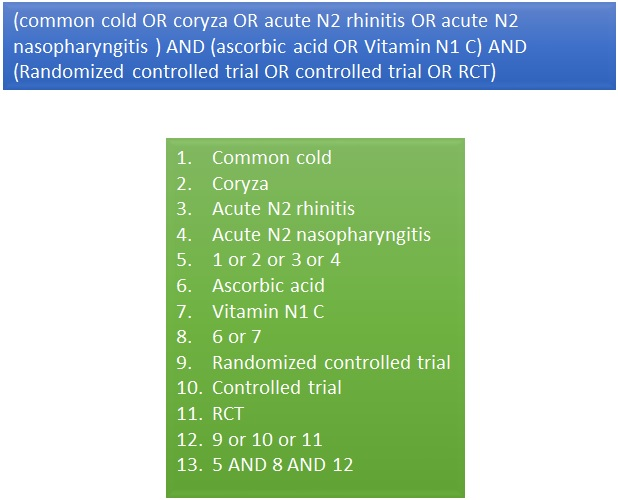 (common cold OR coryza OR acute N2 rhinitis OR acute N2
nasopharyngitis ) AND (ascorbic acid OR Vitamin N1 C) AND
(Randomized controlled trial OR controlled trial OR RCT)
1. Common cold
2. Coryza
3. Acute N2 rhinitis
4. Acute N2 nasopharyngitis
5. 1 or 2 or 3 or 4
6. Ascorbic acid
7. Vitamin N1 C
8. 6 or 7
9. Randomized controlled trial
10. Controlled trial
11. RCT
12. 9 or 10 or 11
13. 5 AND 8 AND 12